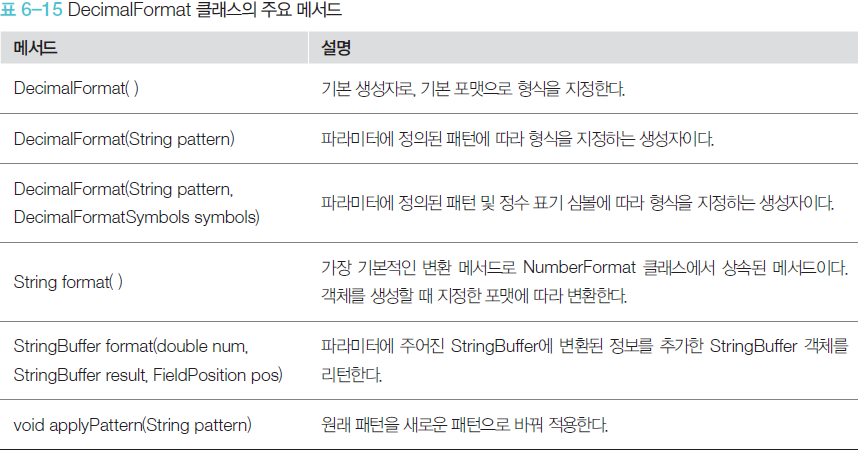 표 6-15 DecimalFormat 클래스의 주요 메서드
메서드 설명
DecimalFormat( ) 기본 생성자로, 기본 포맷으로 형식을 지정한다.
DecimalFormat(String pattern) 파라미터에 정의된 패턴에 따라 형식을 지정하는 생성자이다.
DecimalFormat(String pattern,
DecimalFormatSymbols symbols)
파라미터에 정의된 패턴 및 정수 표기 심볼에 따라 형식을 지정하는 생성자이다.
String format( )
가장 기본적인 변환 메서드로 NumberFormat 클래스에서 상속된 메서드이다.
객체를 생성할 때 지정한 포맷에 따라 변환한다.
StringBuffer format(double num,
StringBuffer result, FieldPosition pos)
파라미터에 주어진 StringBuffer에 변환된 정보를 추가한 StringBuffer 객체를
리턴한다.
void applyPattern(String pattern) 원래 패턴을 새로운 패턴으로 바꿔 적용한다.